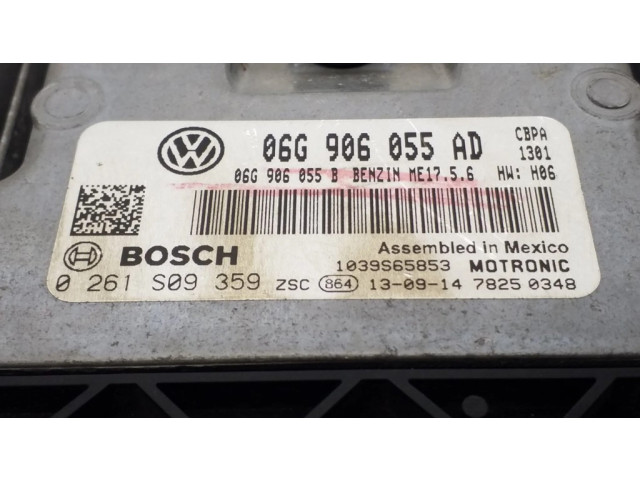 06G 906 055 AD CBPA
06G 906 055 B BENZIN ME17.5.6 1301
HW: H06
BOSCH Assembled in Mexico
1039S65853 MOTRONIC
0 261 S09 359 ZSC 864 13-09-14 7825 0348